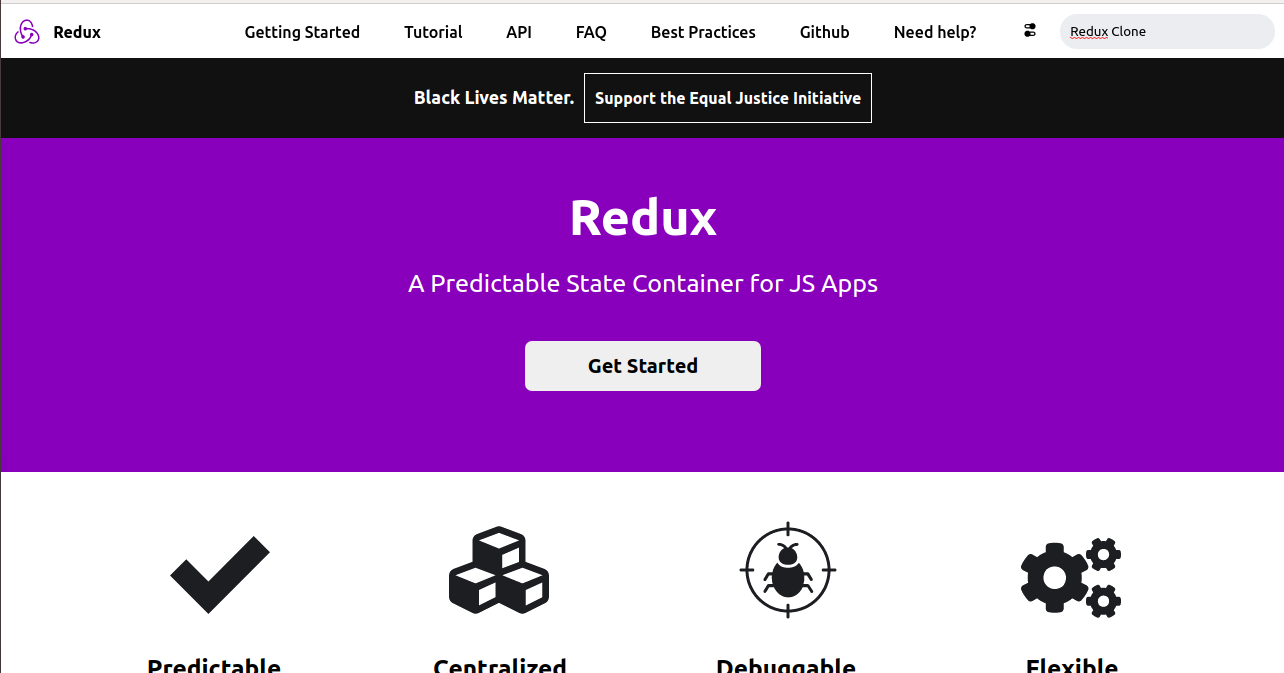 Redux Getting Started Tutorial API FAQ Best Practices Github Need help? Redux Clone
Black Lives Matter. Support the Equal Justice Initiative
Redux
A Predictable State Container for JS Apps
Get Started
Predictable Centralized Debuggable Flexible